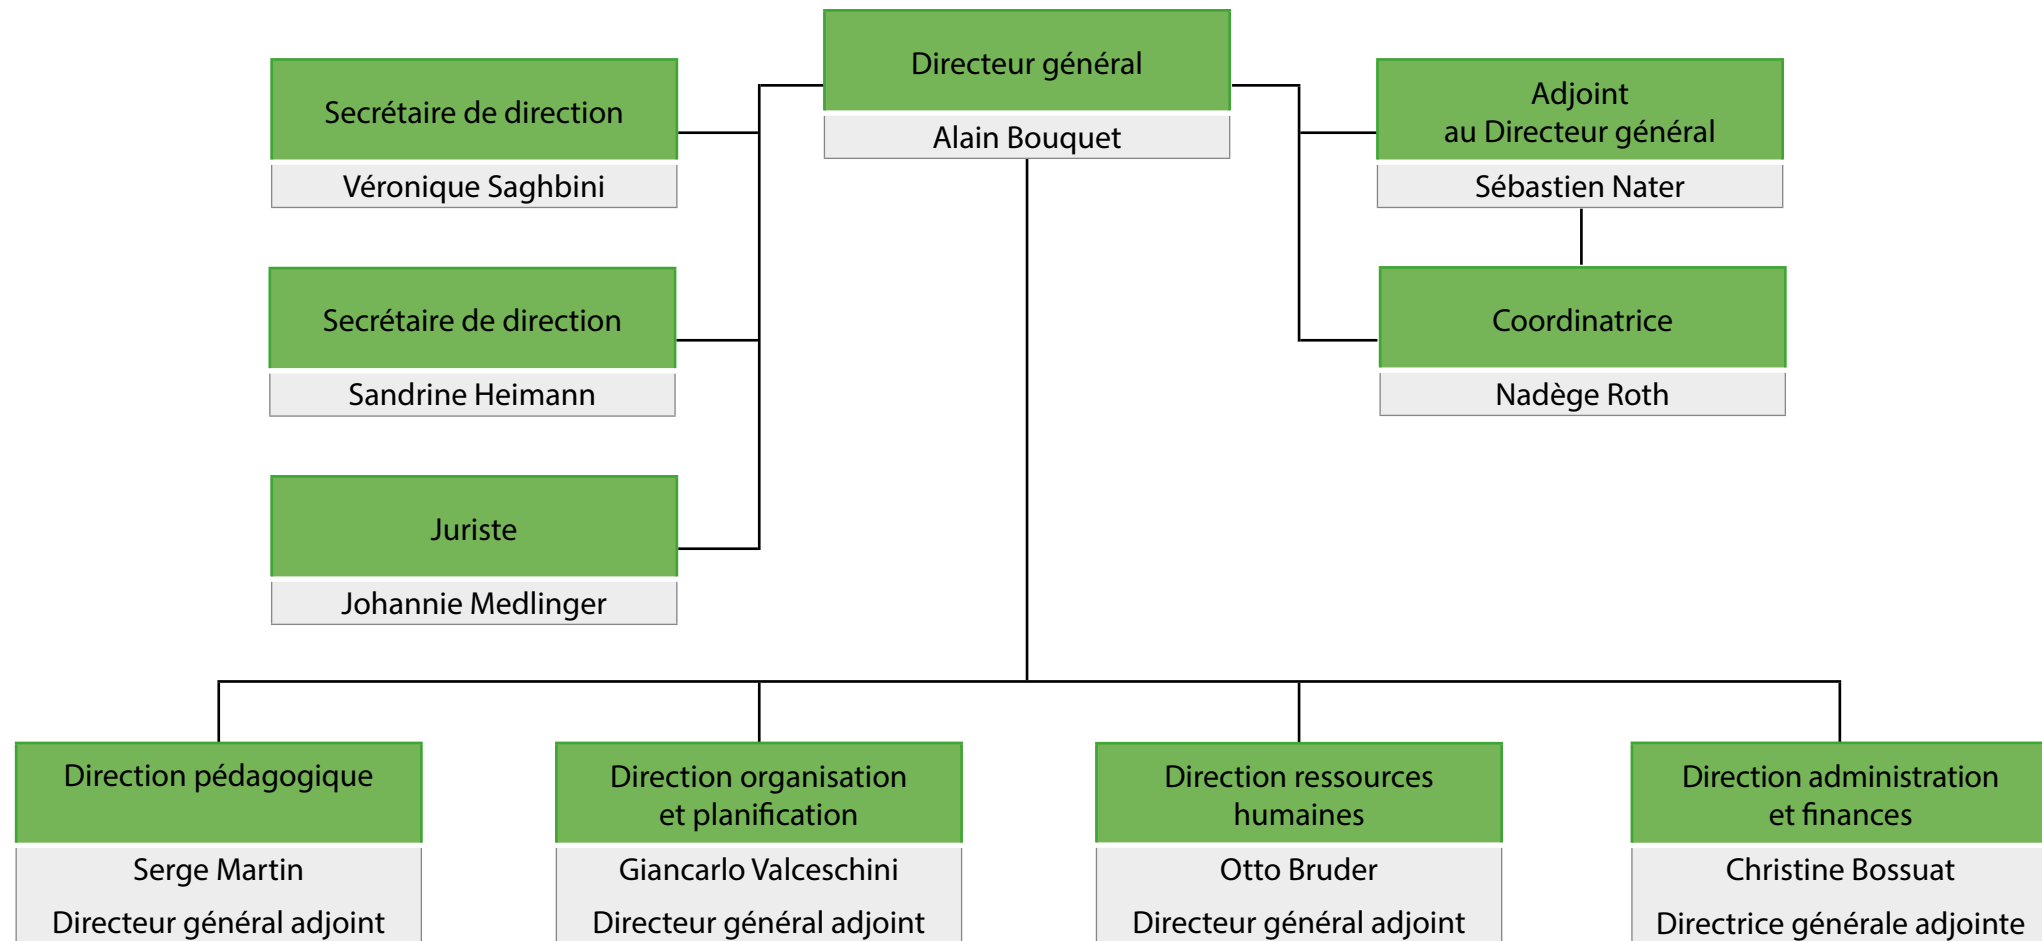 Directeur général
Alain Bouquet
Secrétaire de direction
Véronique Saghbini
Adjoint
au Directeur général
Sébastien Nater
Secrétaire de direction
Sandrine Heimann
Coordinatrice
Nadège Roth
Juriste
Johannie Medlinger
Direction pédagogique
Serge Martin
Directeur général adjoint
Direction organisation
et planification
Giancarlo Valceschini
Directeur général adjoint
Direction ressources
humaines
Otto Bruder
Directeur général adjoint
Direction administration
et finances
Christine Bossuat
Directrice générale adjointe